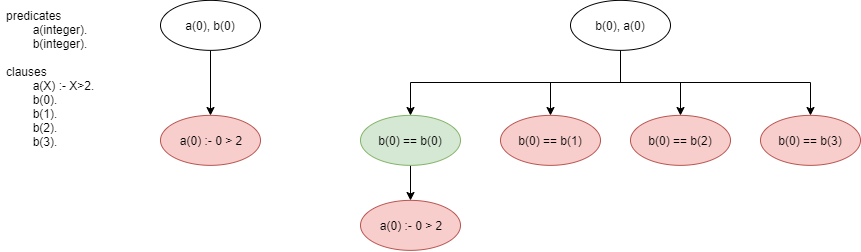 predicates
a(integer).
b(integer).
clauses
a(X) :- X>2.
b(0).
b(1).
b(2).
b(3).
a(0), b(0)
a(0) :- 0 > 2
b(0), a(0)
b(0) == b(0)
b(0) == b(1)
b(0) == b(2)
b(0) == b(3)
a(0) :- 0 > 2